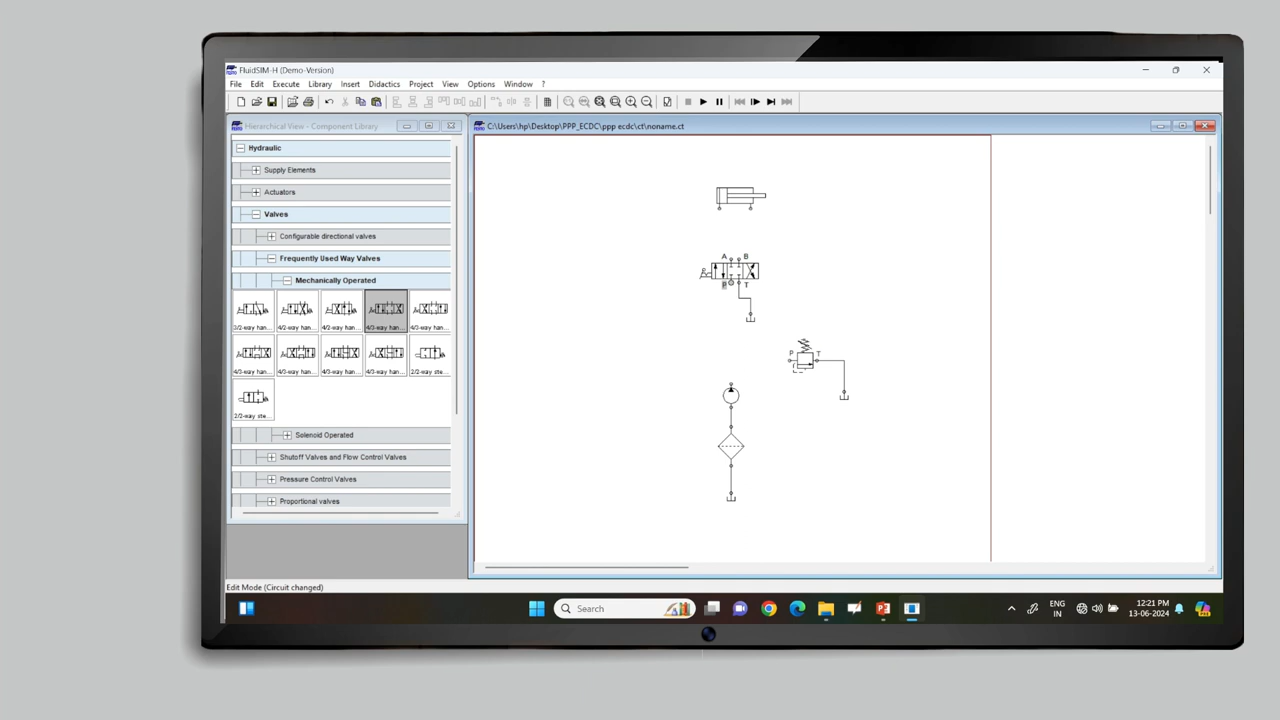 FluidSIM-H (Demo-Version)
File Edit Execute Library Insert Didactics Project View Options Window ?
Hierarchical View - Component Library
Hydraulic
Supply Elements
Actuators
Valves
Configurable directional valves
Frequently Used Way Valves
Mechanically Operated
3/2-way han... 4/2-way han... 4/2-way han... 4/3-way han... 4/3-way han...
4/3-way han... 4/3-way han... 4/3-way han... 4/3-way han... 2/2-way ste...
2/2-way ste...
Solenoid Operated
Shutoff Valves and Flow Control Valves
Pressure Control Valves
Proportional valves
C:\Users\hp\Desktop\PPP_ECDC\ppp ecdc\ct\noname.ct
A B
P T
P T
Edit Mode (Circuit changed)
Search
ENG
IN
12:21 PM
13-06-2024